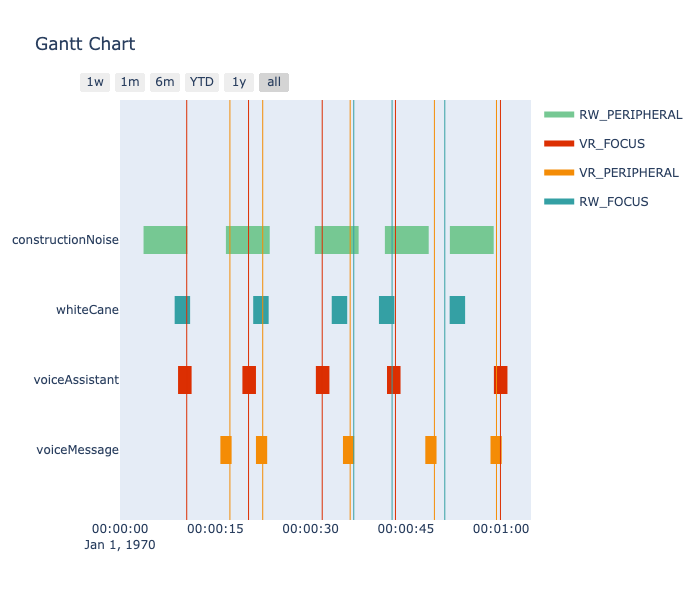 Gantt Chart
1w 1m 6m YTD 1y all
RW_PERIPHERAL
VR_FOCUS
VR_PERIPHERAL
RW_FOCUS
constructionNoise
whiteCane
voiceAssistant
voiceMessage
00:00:00 00:00:15 00:00:30 00:00:45 00:01:00
Jan 1, 1970